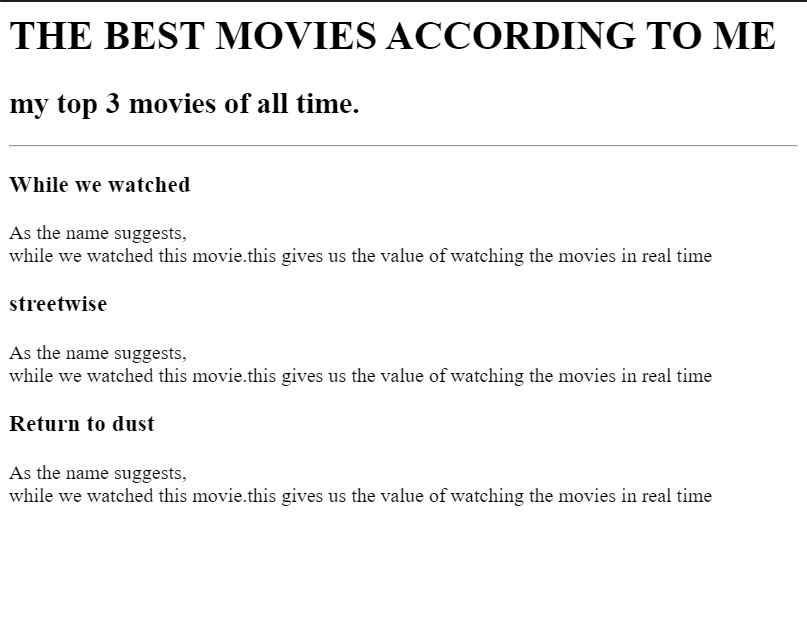 THE BEST MOVIES ACCORDING TO ME
my top 3 movies of all time.
While we watched
As the name suggests,
while we watched this movie.this gives us the value of watching the movies in real time
streetwise
As the name suggests,
while we watched this movie.this gives us the value of watching the movies in real time
Return to dust
As the name suggests,
while we watched this movie.this gives us the value of watching the movies in real time